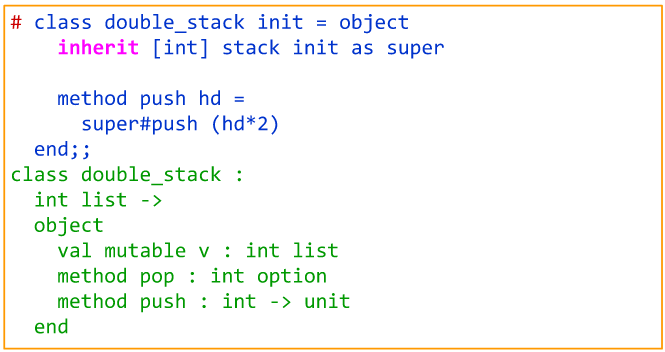 # class double_stack init = object
inherit [int] stack init as super
method push hd =
super#push (hd*2)
end;;
class double_stack :
int list ->
object
val mutable v : int list
method pop : int option
method push : int -> unit
end